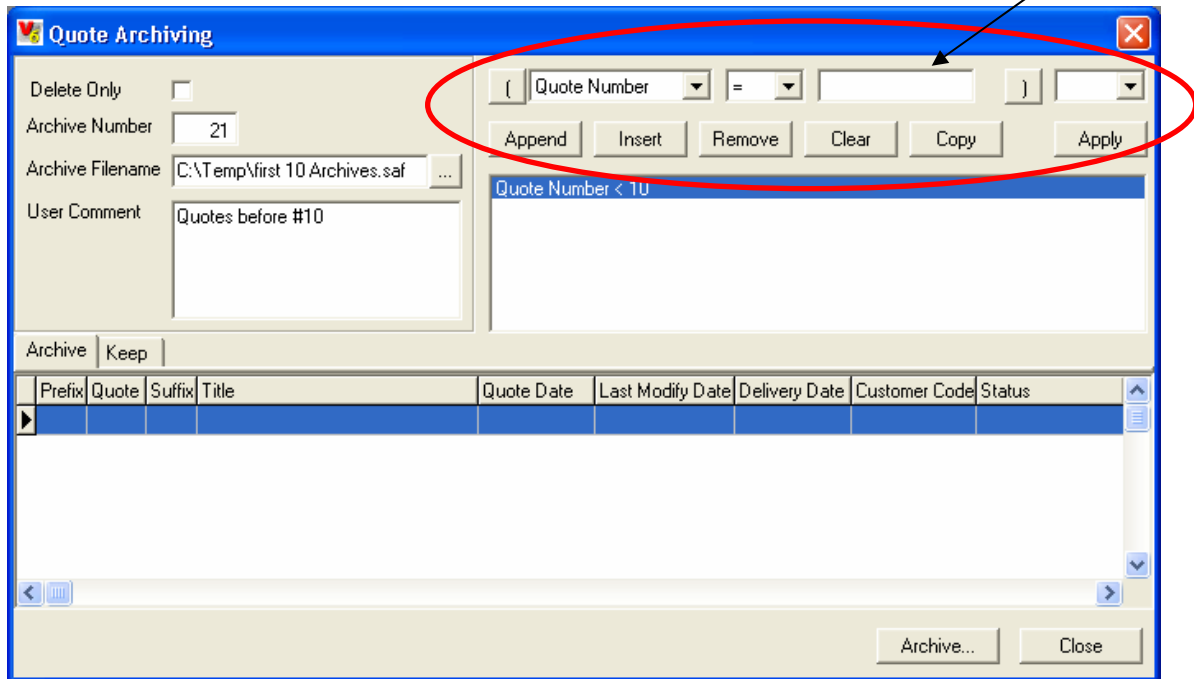 Quote Archiving
Delete Only
Archive Number 21
Archive Filename C:\Temp\first 10 Archives.saf ...
User Comment Quotes before #10
( Quote Number = )
Append Insert Remove Clear Copy Apply
Quote Number < 10
Archive Keep
Prefix Quote Suffix Title Quote Date Last Modify Date Delivery Date Customer Code Status
Archive... Close